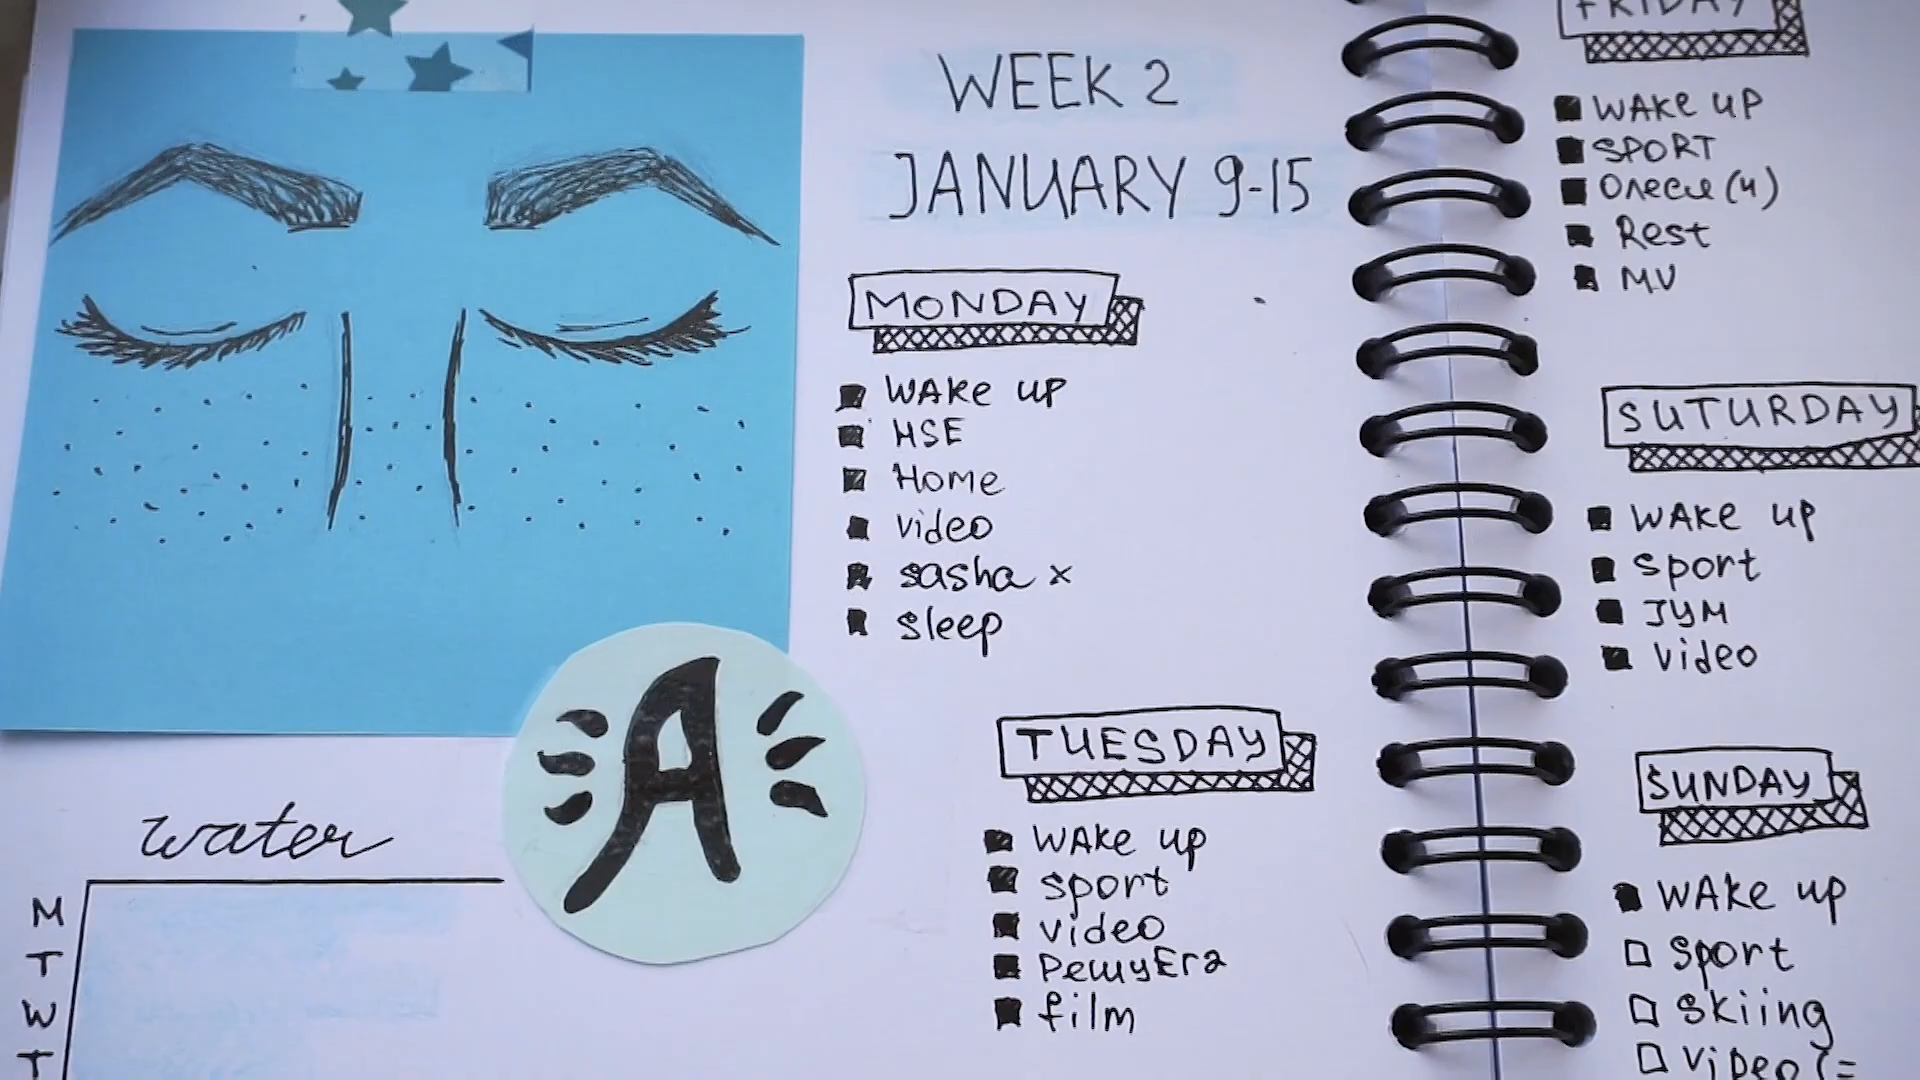 WEEK 2
JANUARY 9-15
MONDAY
WAKE UP
HSE
Home
video
sasha x
sleep
TUESDAY
WAKE up
sport
video
РешуЕгэ
film
A
water
M
T
W
T
FRIDAY
WAKE UP
SPORT
Олеся (ч)
Rest
MV
SUTURDAY
WAKE up
sport
JYM
video
SUNDAY
WAKE up
sport
skiing
video (=